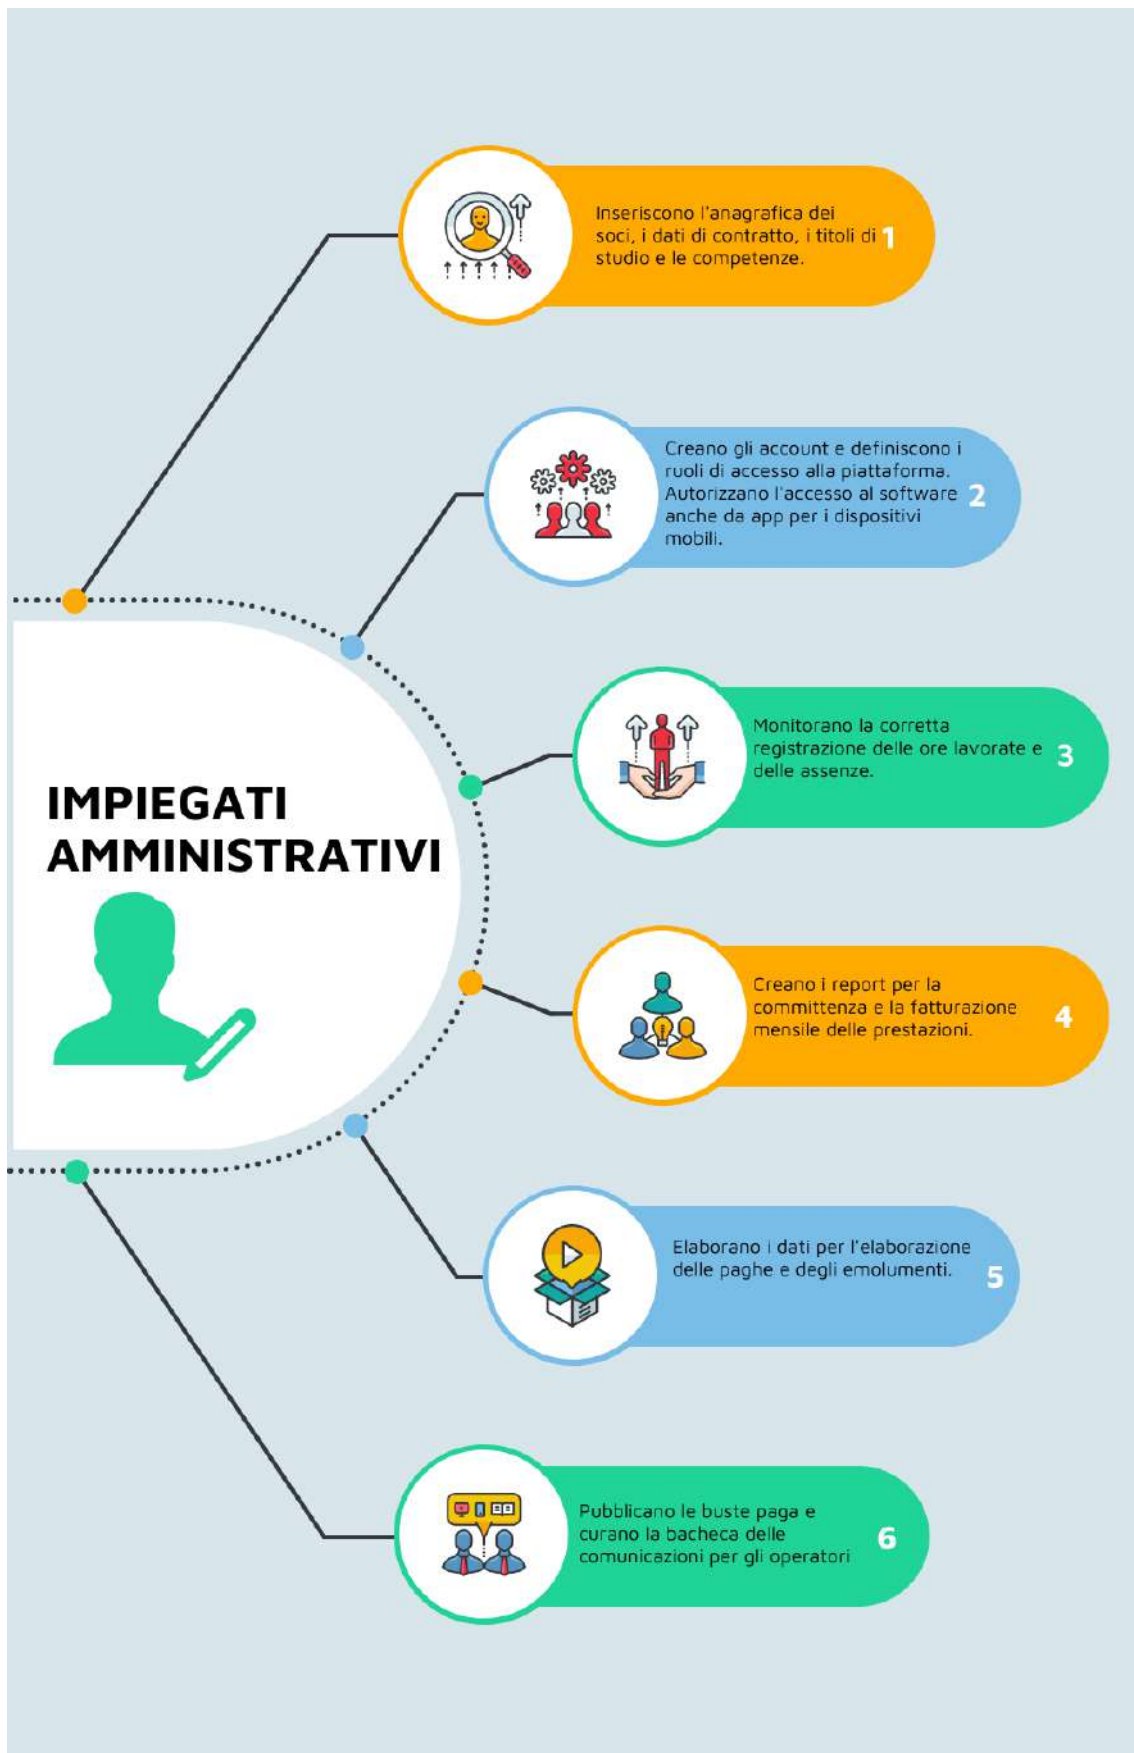 Inseriscono l'anagrafica dei
soci, i dati di contratto, i titoli di
studio e le competenze.
1
Creano gli account e definiscono i
ruoli di accesso alla piattaforma.
Autorizzano l'accesso al software
anche da app per i dispositivi
mobili.
2
Monitorano la corretta
registrazione delle ore lavorate e
delle assenze.
3
IMPIEGATI
AMMINISTRATIVI
Creano i report per la
committenza e la fatturazione
mensile delle prestazioni.
4
Elaborano i dati per l'elaborazione
delle paghe e degli emolumenti.
5
Pubblicano le buste paga e
curano la bacheca delle
comunicazioni per gli operatori
6